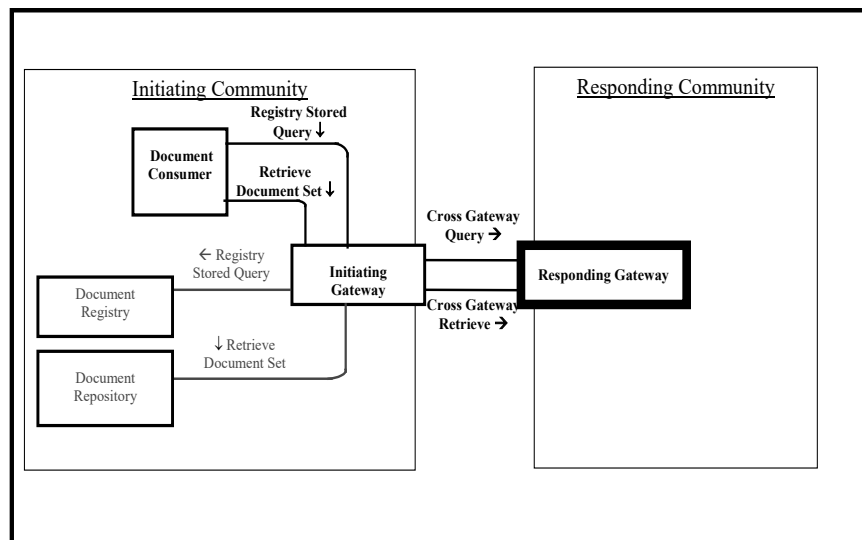 Initiating Community
Responding Community
Registry Stored
Query ↓
Document
Consumer
Retrieve
Document Set ↓
Cross Gateway
Query →
← Registry
Stored Query
Initiating
Gateway
Responding Gateway
Document
Registry
Cross Gateway
Retrieve →
↓ Retrieve
Document Set
Document
Repository